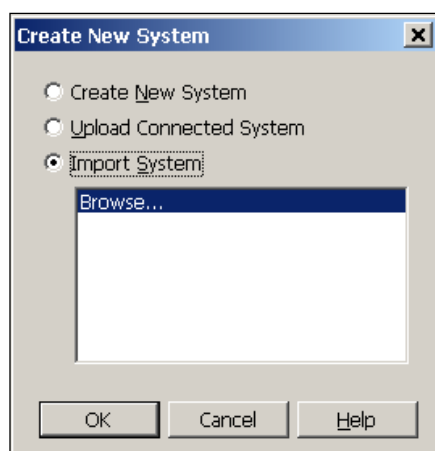 Create New System
Create New System
Upload Connected System
Import System
Browse...
OK Cancel Help